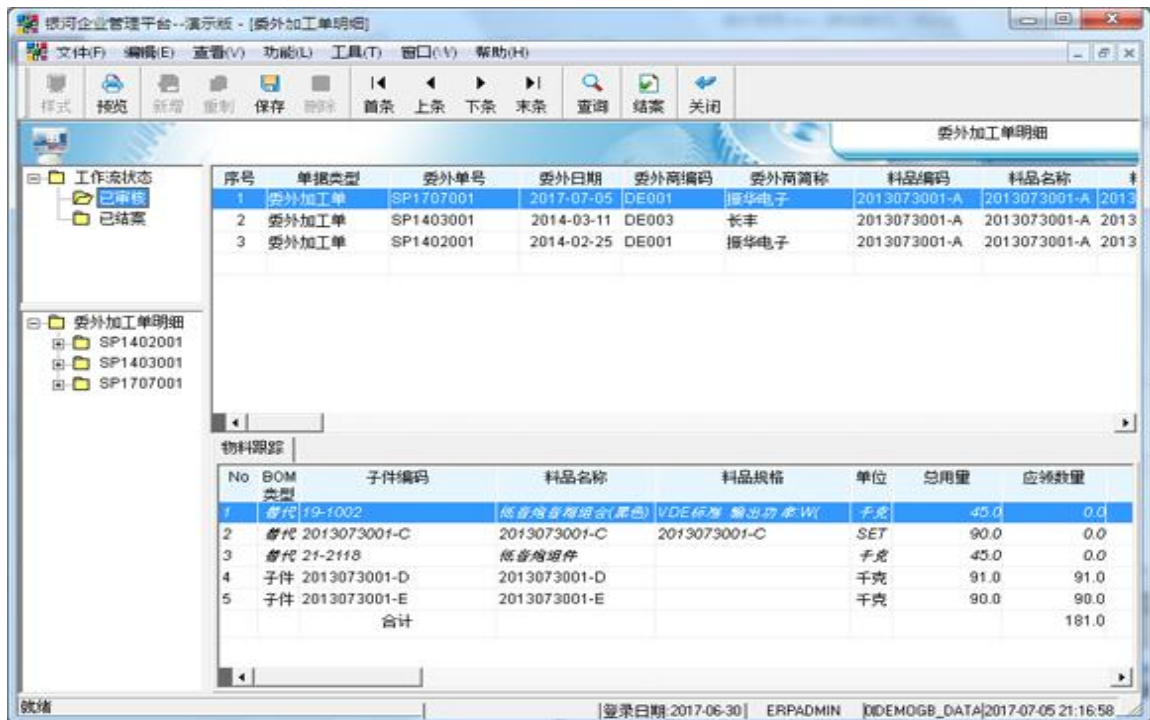 银河企业管理平台--演示版 - [委外加工单明细]
文件(F) 编辑(E) 查看(V) 功能(L) 工具(T) 窗口(W) 帮助(H)
样式 预览 新增 重制 保存 删除 首条 上条 下条 末条 查询 结案 关闭
委外加工单明细
工作流状态
已审核
已结案
序号 单据类型 委外单号 委外日期 委外商编码 委外商简称 料品编码 料品名称
1 委外加工单 SP1707001 2017-07-05 DE001 振华电子 2013073001-A 2013073001-A 2013
2 委外加工单 SP1403001 2014-03-11 DE003 长丰 2013073001-A 2013073001-A 2013
3 委外加工单 SP1402001 2014-02-25 DE001 振华电子 2013073001-A 2013073001-A 2013
委外加工单明细
SP1402001
SP1403001
SP1707001
物料跟踪
No BOM类型 子件编码 料品名称 料品规格 单位 总用量 应领数量
1 替代 19-1002 低音炮音箱组合(黑色) VDE标准 输出功率:W( 千克 45.0 0.0
2 替代 2013073001-C 2013073001-C 2013073001-C SET 90.0 0.0
3 替代 21-2118 低音炮组件 千克 45.0 0.0
4 子件 2013073001-D 2013073001-D 千克 91.0 91.0
5 子件 2013073001-E 2013073001-E 千克 90.0 90.0
合计 181.0
就绪 登录日期:2017-06-30 ERPADMIN DEMOGB_DATA 2017-07-05 21:16:58